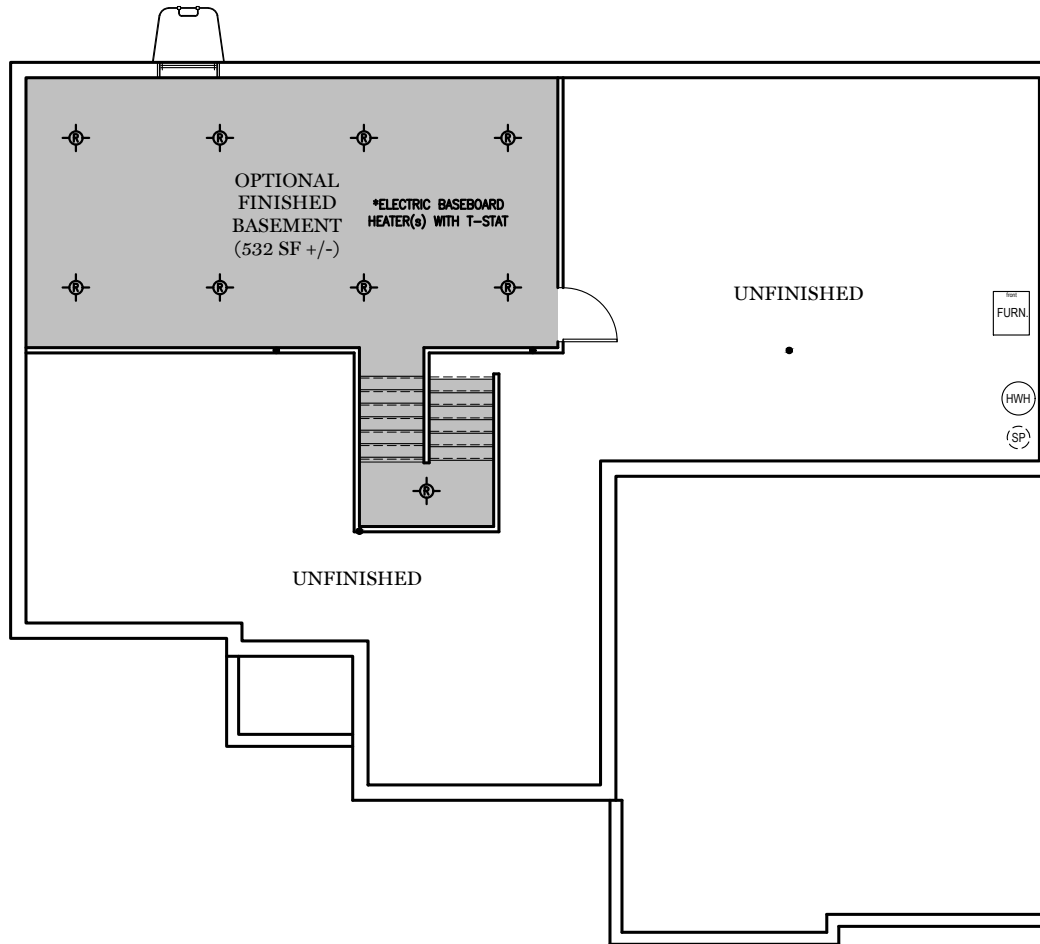 R
R
R
R
OPTIONAL
FINISHED
BASEMENT
(532 SF +/-)
*ELECTRIC BASEBOARD
HEATER(s) WITH T-STAT
R
R
R
R
UNFINISHED
front
FURN.
HWH
SP
R
UNFINISHED